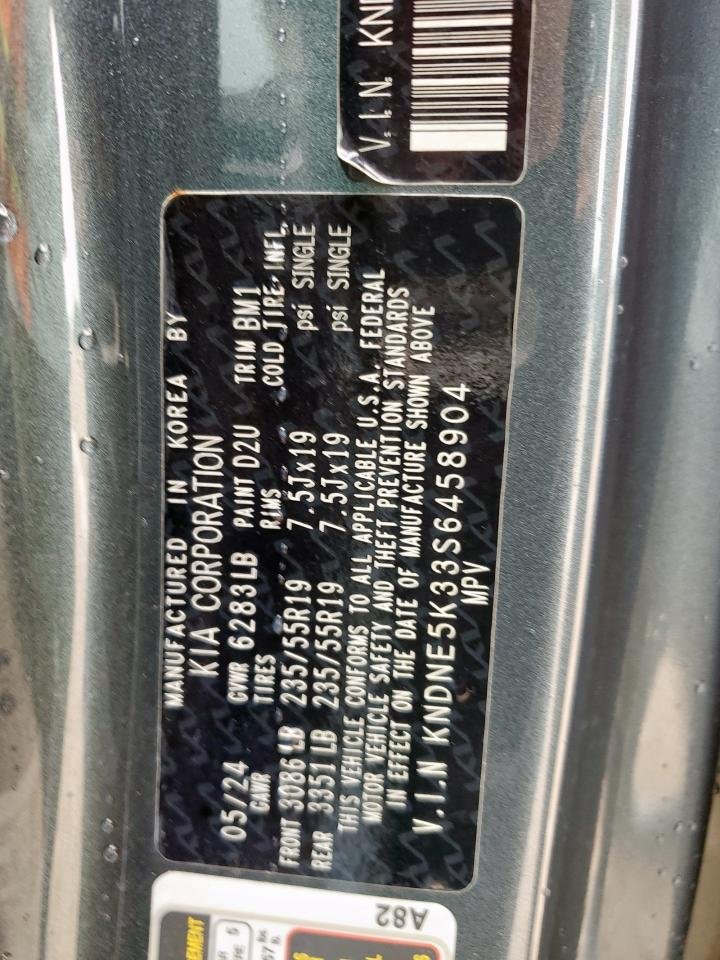 V.I.N. KN
MANUFACTURED IN KOREA BY
KIA CORPORATION
05/24 GVWR 6283LB PAINT D2U TRIM BM1
GAWR TIRES RIMS COLD TIRE INFL.
FRONT 3086LB 235/55R19 7.5Jx19 psi SINGLE
REAR 3351LB 235/55R19 7.5Jx19 psi SINGLE
THIS VEHICLE CONFORMS TO ALL APPLICABLE U.S.A. FEDERAL
MOTOR VEHICLE SAFETY AND THEFT PREVENTION STANDARDS
IN EFFECT ON THE DATE OF MANUFACTURE SHOWN ABOVE
V.I.N KNDNE5K33S6458904
MPV
A82
EMENT